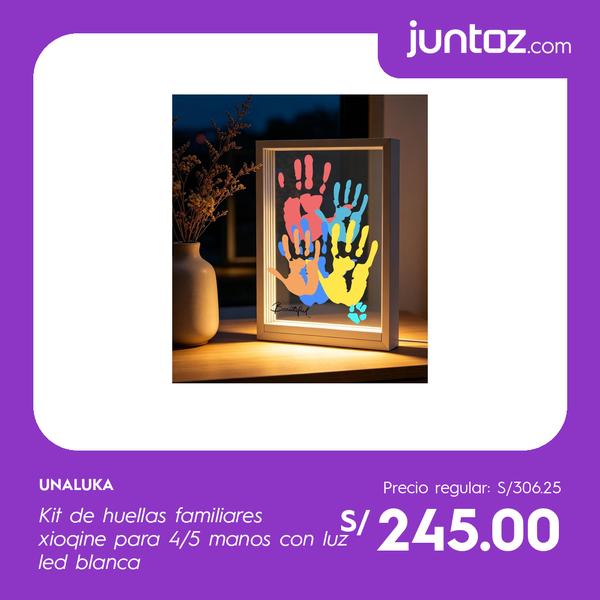 juntoz.com
Beautiful
UNALUKA
Kit de huellas familiares
xioqine para 4/5 manos con luz
led blanca
Precio regular: S/306.25
S/ 245.00